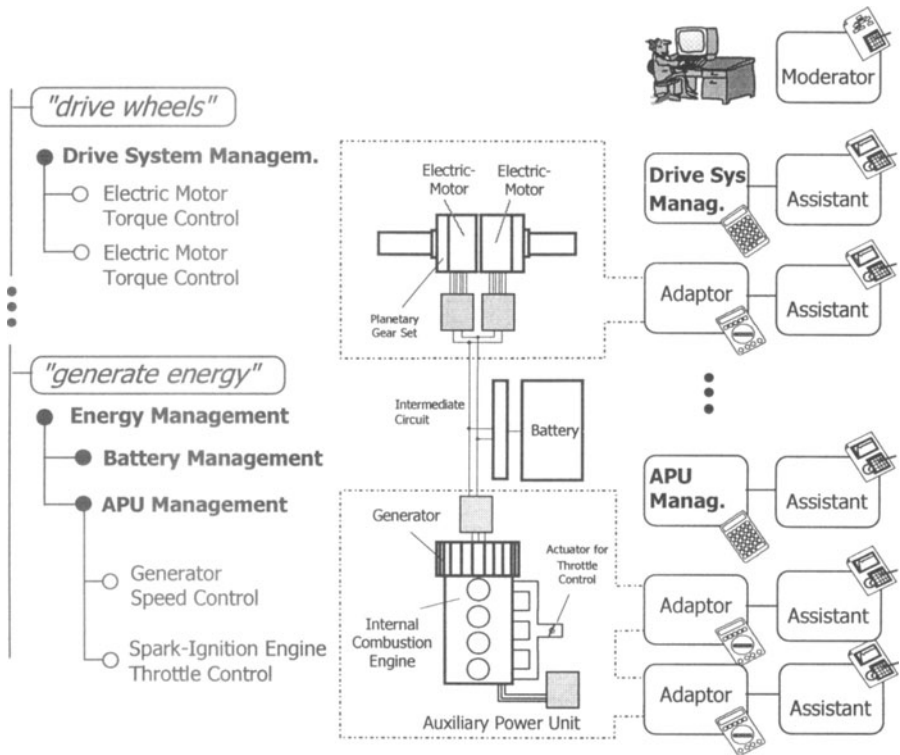 "drive wheels"
Drive System Managem.
Electric Motor
Torque Control
Electric Motor
Torque Control
"generate energy"
Energy Management
Battery Management
APU Management
Generator
Speed Control
Spark-Ignition Engine
Throttle Control
Electric-
Motor
Electric-
Motor
Planetary
Gear Set
Intermediate
Circuit
Battery
Generator
Actuator for
Throttle
Control
Internal
Combustion
Engine
Auxiliary Power Unit
Moderator
Drive Sys
Manag.
Assistant
Adaptor
Assistant
APU
Manag.
Assistant
Adaptor
Assistant
Adaptor
Assistant